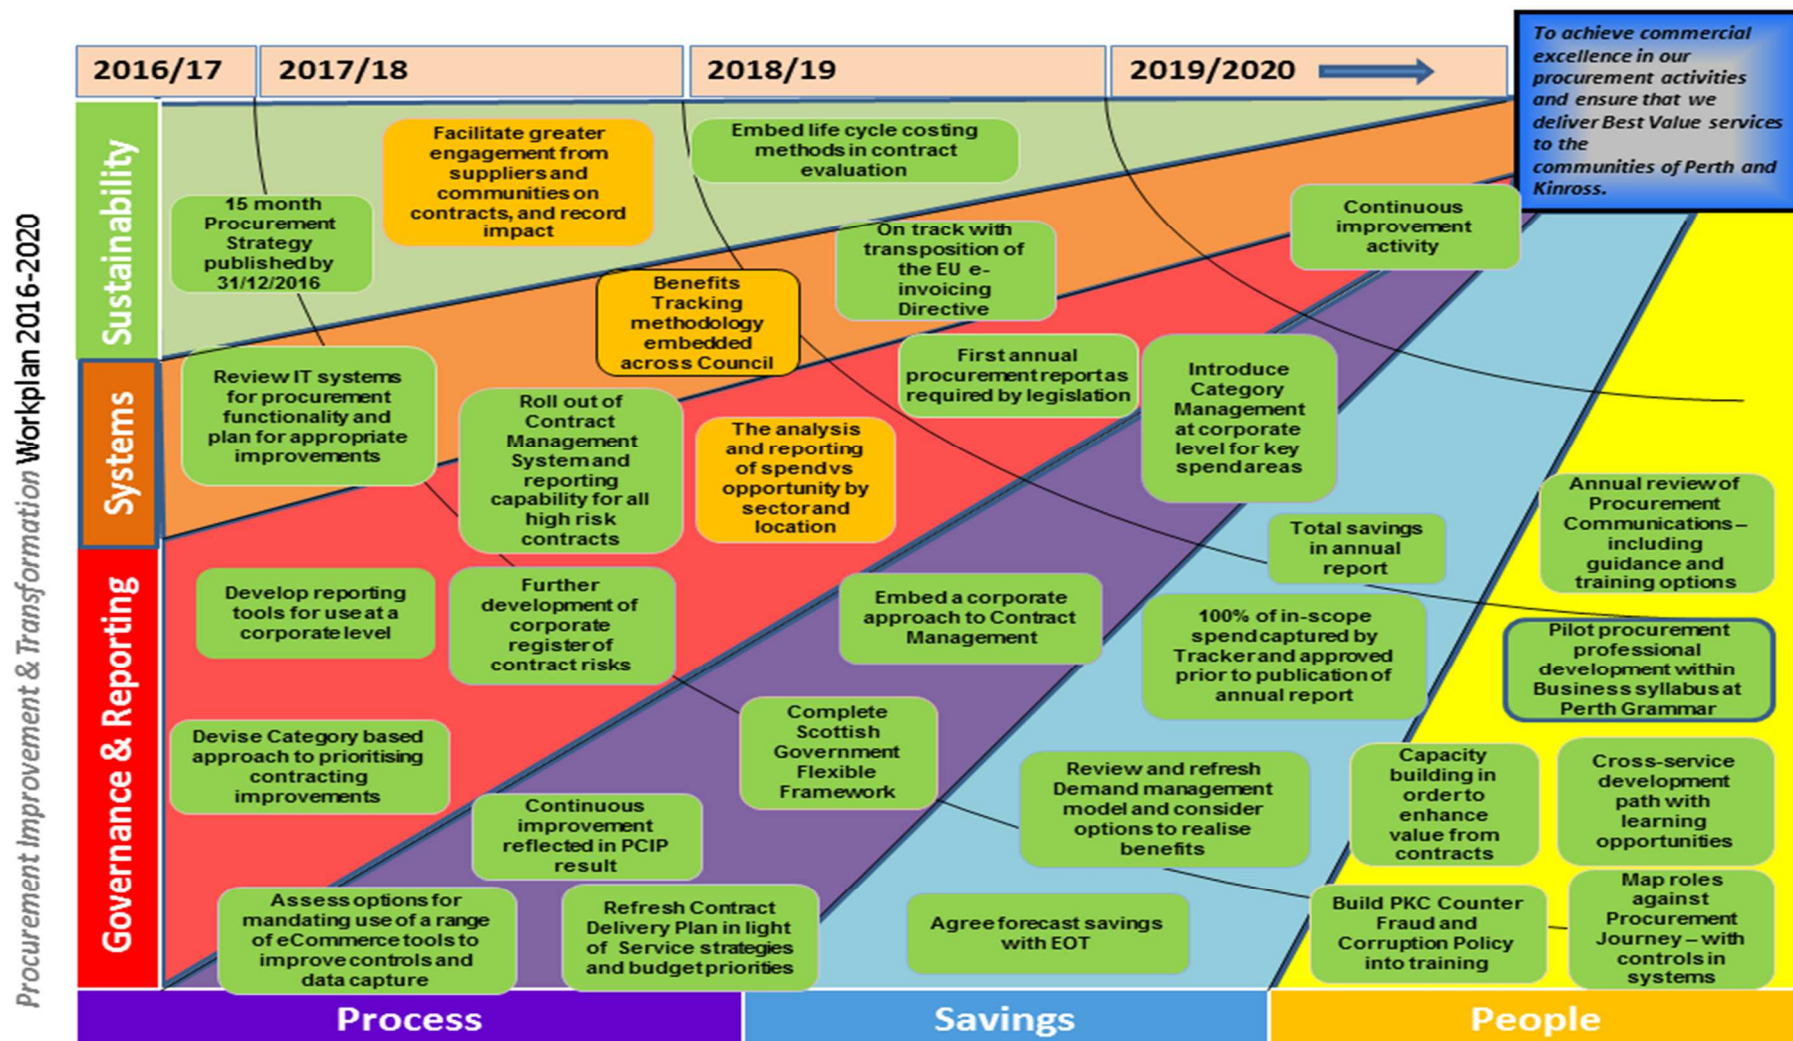 2016/17
2017/18
2018/19
2019/2020
To achieve commercial
excellence in our
procurement activities
and ensure that we
deliver Best Value services
to the
communities of Perth and
Kinross.
Procurement Improvement & Transformation Workplan 2016-2020
Sustainability
15 month
Procurement
Strategy
published by
31/12/2016
Facilitate greater
engagement from
suppliers and
communities on
contracts, and record
impact
Embed life cycle costing
methods in contract
evaluation
Continuous
improvement
activity
On track with
transposition of
the EU e-
invoicing
Directive
Benefits
Tracking
methodology
embedded
across Council
Systems
Review IT systems
for procurement
functionality and
plan for appropriate
improvements
Roll out of
Contract
Management
System and
reporting
capability for all
high risk
contracts
The analysis
and reporting
of spend vs
opportunity by
sector and
location
First annual
procurement report as
required by legislation
Introduce
Category
Management
at corporate
level for key
spend areas
Total savings
in annual
report
Annual review of
Procurement
Communications –
including
guidance and
training options
Governance & Reporting
Develop reporting
tools for use at a
corporate level
Further
development of
corporate
register of
contract risks
Embed a corporate
approach to Contract
Management
100% of in-scope
spend captured by
Tracker and approved
prior to publication of
annual report
Pilot procurement
professional
development within
Business syllabus at
Perth Grammar
Devise Category based
approach to prioritising
contracting
improvements
Complete
Scottish
Government
Flexible
Framework
Review and refresh
Demand management
model and consider
options to realise
benefits
Capacity
building in
order to
enhance
value from
contracts
Cross-service
development
path with
learning
opportunities
Continuous
improvement
reflected in PCIP
result
Assess options for
mandating use of a range
of eCommerce tools to
improve controls and
data capture
Refresh Contract
Delivery Plan in light
of Service strategies
and budget priorities
Agree forecast savings
with EOT
Build PKC Counter
Fraud and
Corruption Policy
into training
Map roles
against
Procurement
Journey – with
controls in
systems
Process
Savings
People